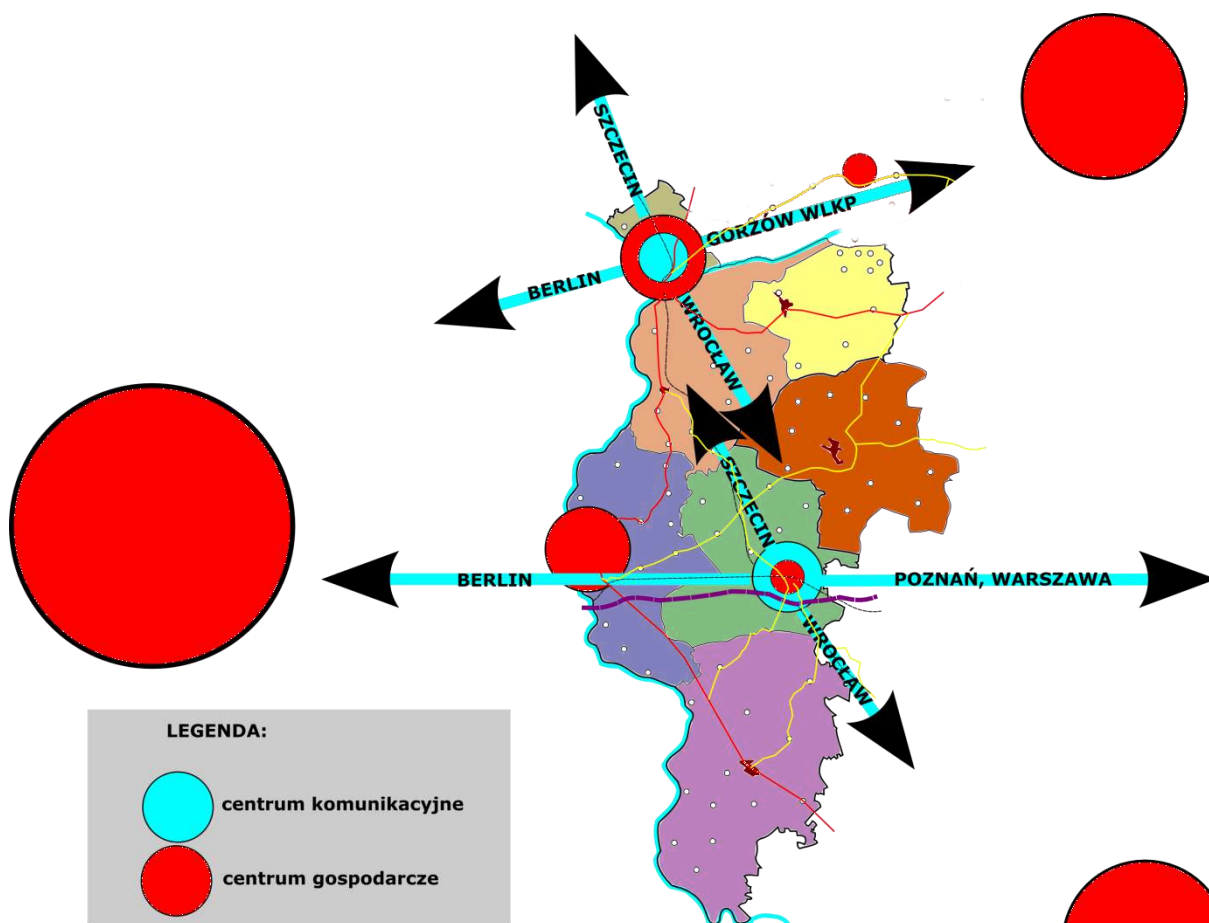 SZCZECIN
GORZÓW WLKP
BERLIN
WROCŁAW
SZCZECIN
BERLIN
POZNAŃ, WARSZAWA
WROCŁAW
LEGENDA:
centrum komunikacyjne
centrum gospodarcze